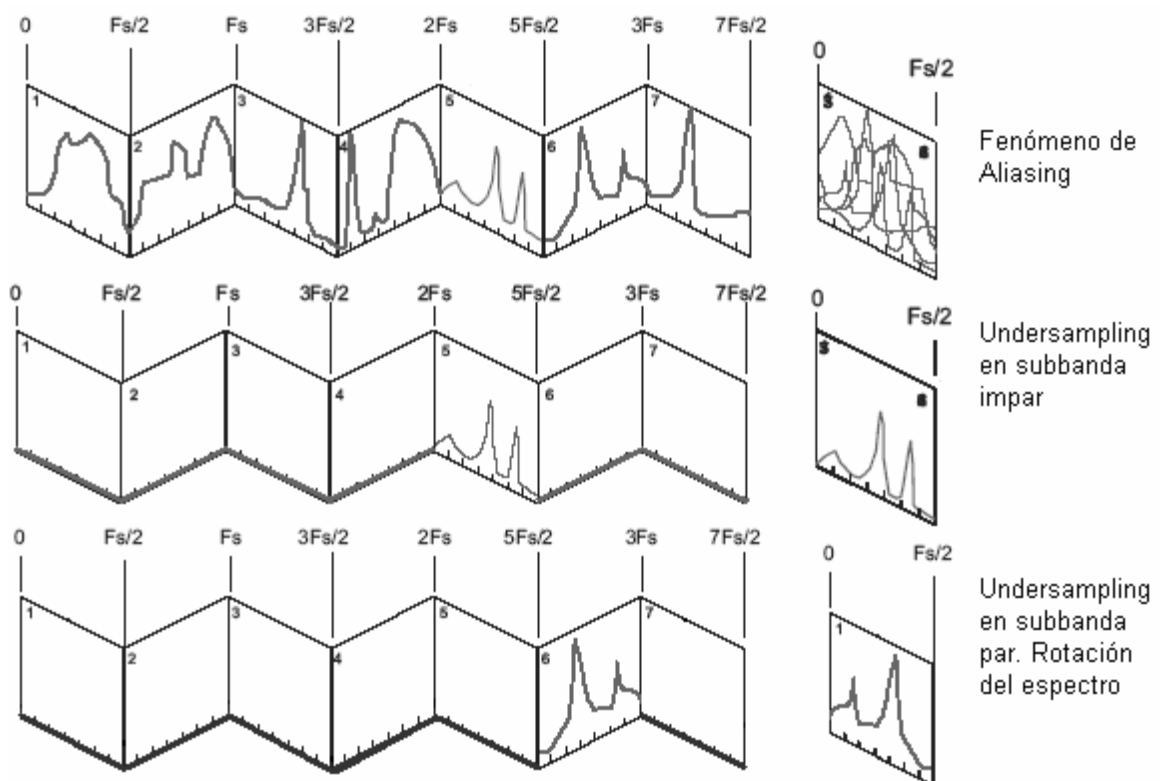 0 Fs/2 Fs 3Fs/2 2Fs 5Fs/2 3Fs 7Fs/2
0
Fs/2
1 2 3 4 5 6 7
Fenómeno de
Aliasing
0 Fs/2 Fs 3Fs/2 2Fs 5Fs/2 3Fs 7Fs/2
0
Fs/2
1 2 3 4 5 6 7
Undersampling
en subbanda
impar
0 Fs/2 Fs 3Fs/2 2Fs 5Fs/2 3Fs 7Fs/2
0 Fs/2
1 2 3 4 5 6 7
1
Undersampling
en subbanda
par. Rotación
del espectro